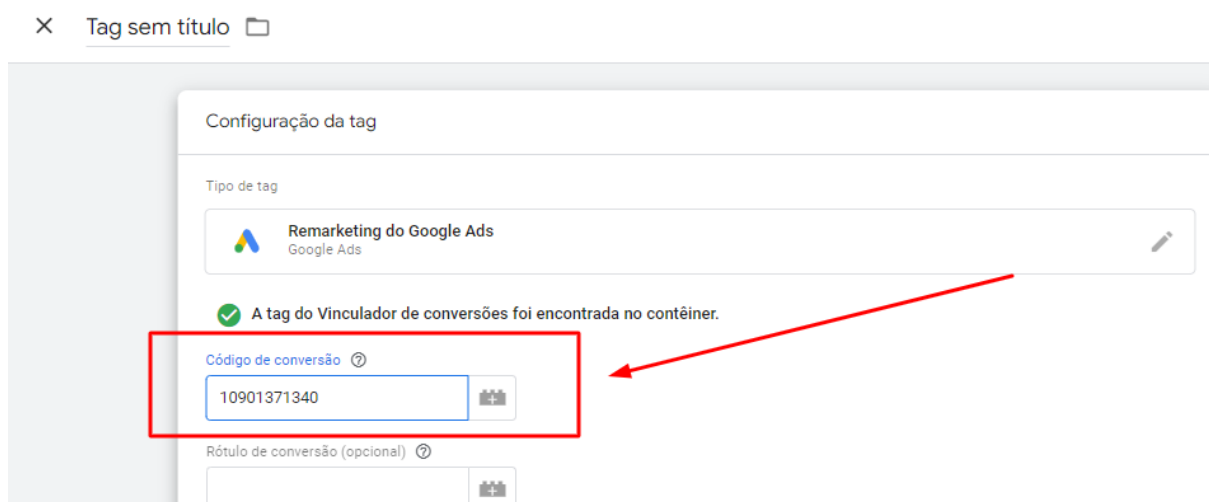 Tag sem título
Configuração da tag
Tipo de tag
Remarketing do Google Ads
Google Ads
A tag do Vinculador de conversões foi encontrada no contêiner.
Código de conversão
10901371340
Rótulo de conversão (opcional)